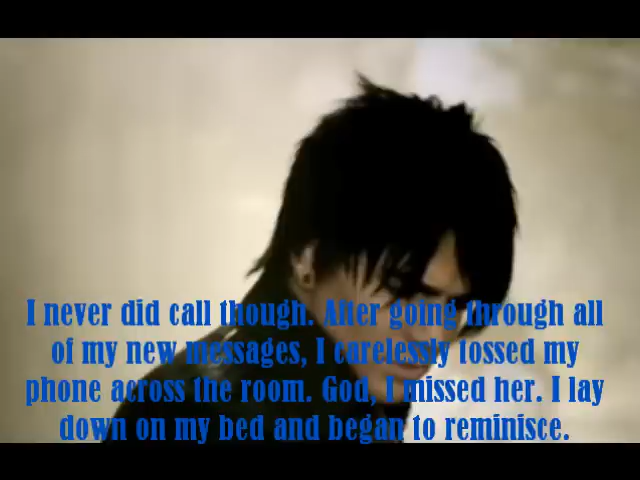 I never did call though. After going through all
of my new messages, I carelessly tossed my
phone across the room. God, I missed her. I lay
down on my bed and began to reminisce.